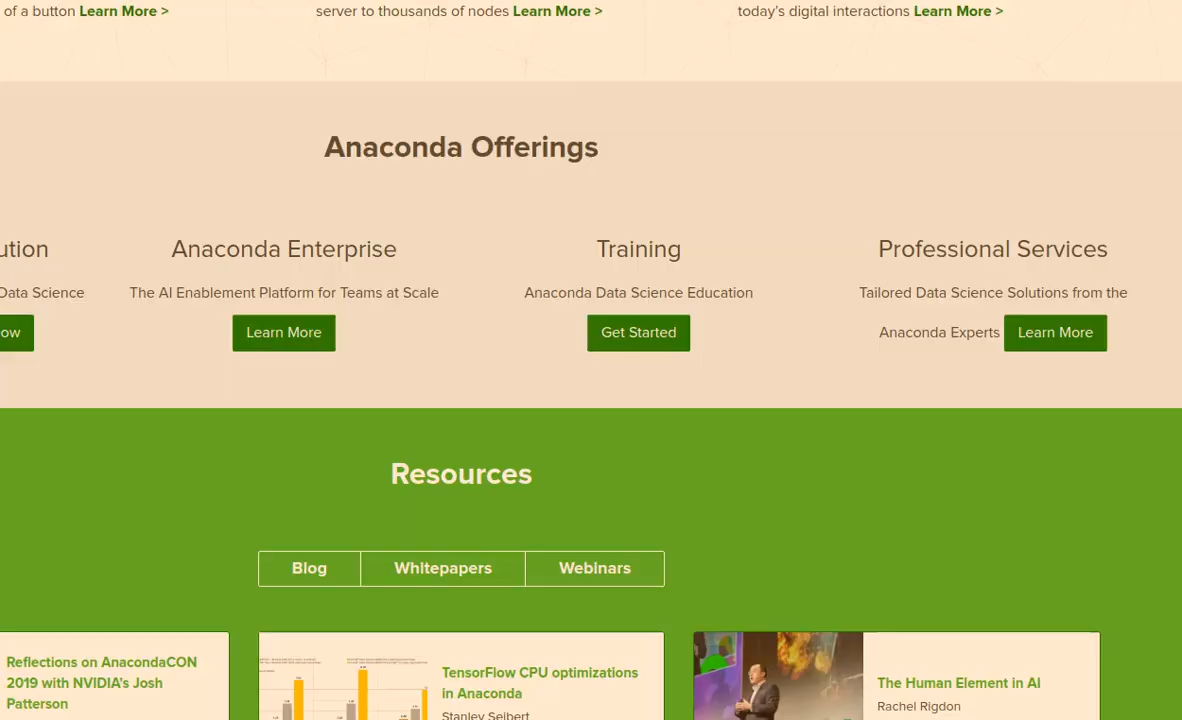 of a button Learn More >
server to thousands of nodes Learn More >
today's digital interactions Learn More >
Anaconda Offerings
ution
Data Science
ow
Anaconda Enterprise
The AI Enablement Platform for Teams at Scale
Learn More
Training
Anaconda Data Science Education
Get Started
Professional Services
Tailored Data Science Solutions from the
Anaconda Experts Learn More
Resources
Blog
Whitepapers
Webinars
Reflections on AnacondaCON
2019 with NVIDIA's Josh
Patterson
TensorFlow CPU optimizations
in Anaconda
Stanley Seibert
The Human Element in AI
Rachel Rigdon